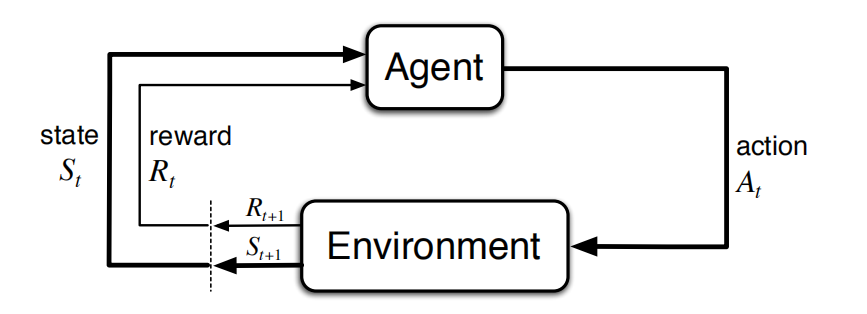 Agent
state
S_t
reward
R_t
action
A_t
R_{t+1}
S_{t+1}
Environment